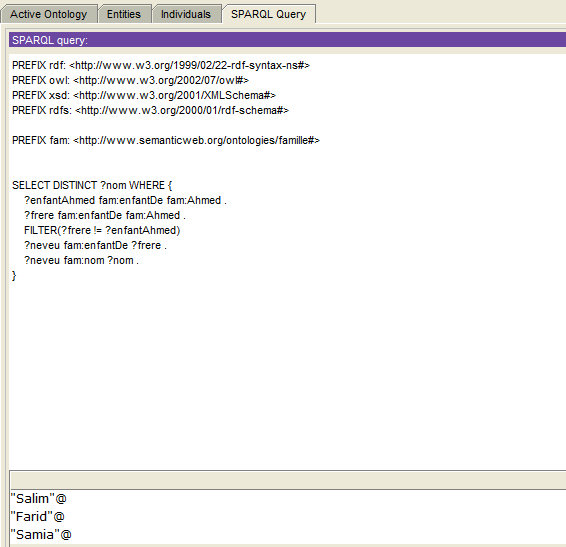 Active Ontology Entities Individuals SPARQL Query
SPARQL query:
PREFIX rdf: <http://www.w3.org/1999/02/22-rdf-syntax-ns#>
PREFIX owl: <http://www.w3.org/2002/07/owl#>
PREFIX xsd: <http://www.w3.org/2001/XMLSchema#>
PREFIX rdfs: <http://www.w3.org/2000/01/rdf-schema#>
PREFIX fam: <http://www.semanticweb.org/ontologies/famille#>
SELECT DISTINCT ?nom WHERE {
?enfantAhmed fam:enfantDe fam:Ahmed .
?frere fam:enfantDe fam:Ahmed .
FILTER(?frere != ?enfantAhmed)
?neveu fam:enfantDe ?frere .
?neveu fam:nom ?nom .
}
"Salim"@
"Farid"@
"Samia"@